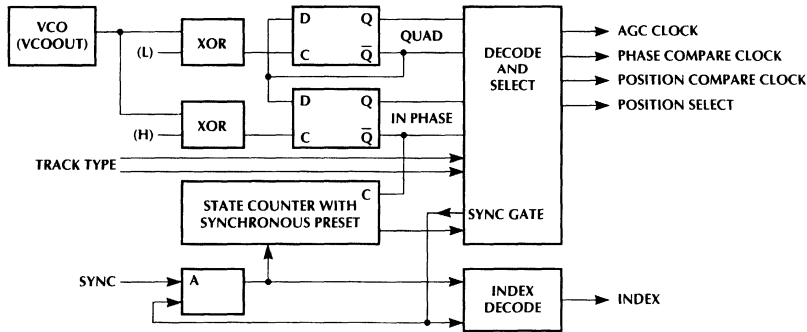 VCO
(VCOOUT)
(L)
XOR
D
Q
C
Q̅
QUAD
(H)
XOR
D
Q
C
Q̅
IN PHASE
DECODE
AND
SELECT
AGC CLOCK
PHASE COMPARE CLOCK
POSITION COMPARE CLOCK
POSITION SELECT
TRACK TYPE
C
STATE COUNTER WITH
SYNCHRONOUS PRESET
SYNC GATE
SYNC
A
INDEX
DECODE
INDEX